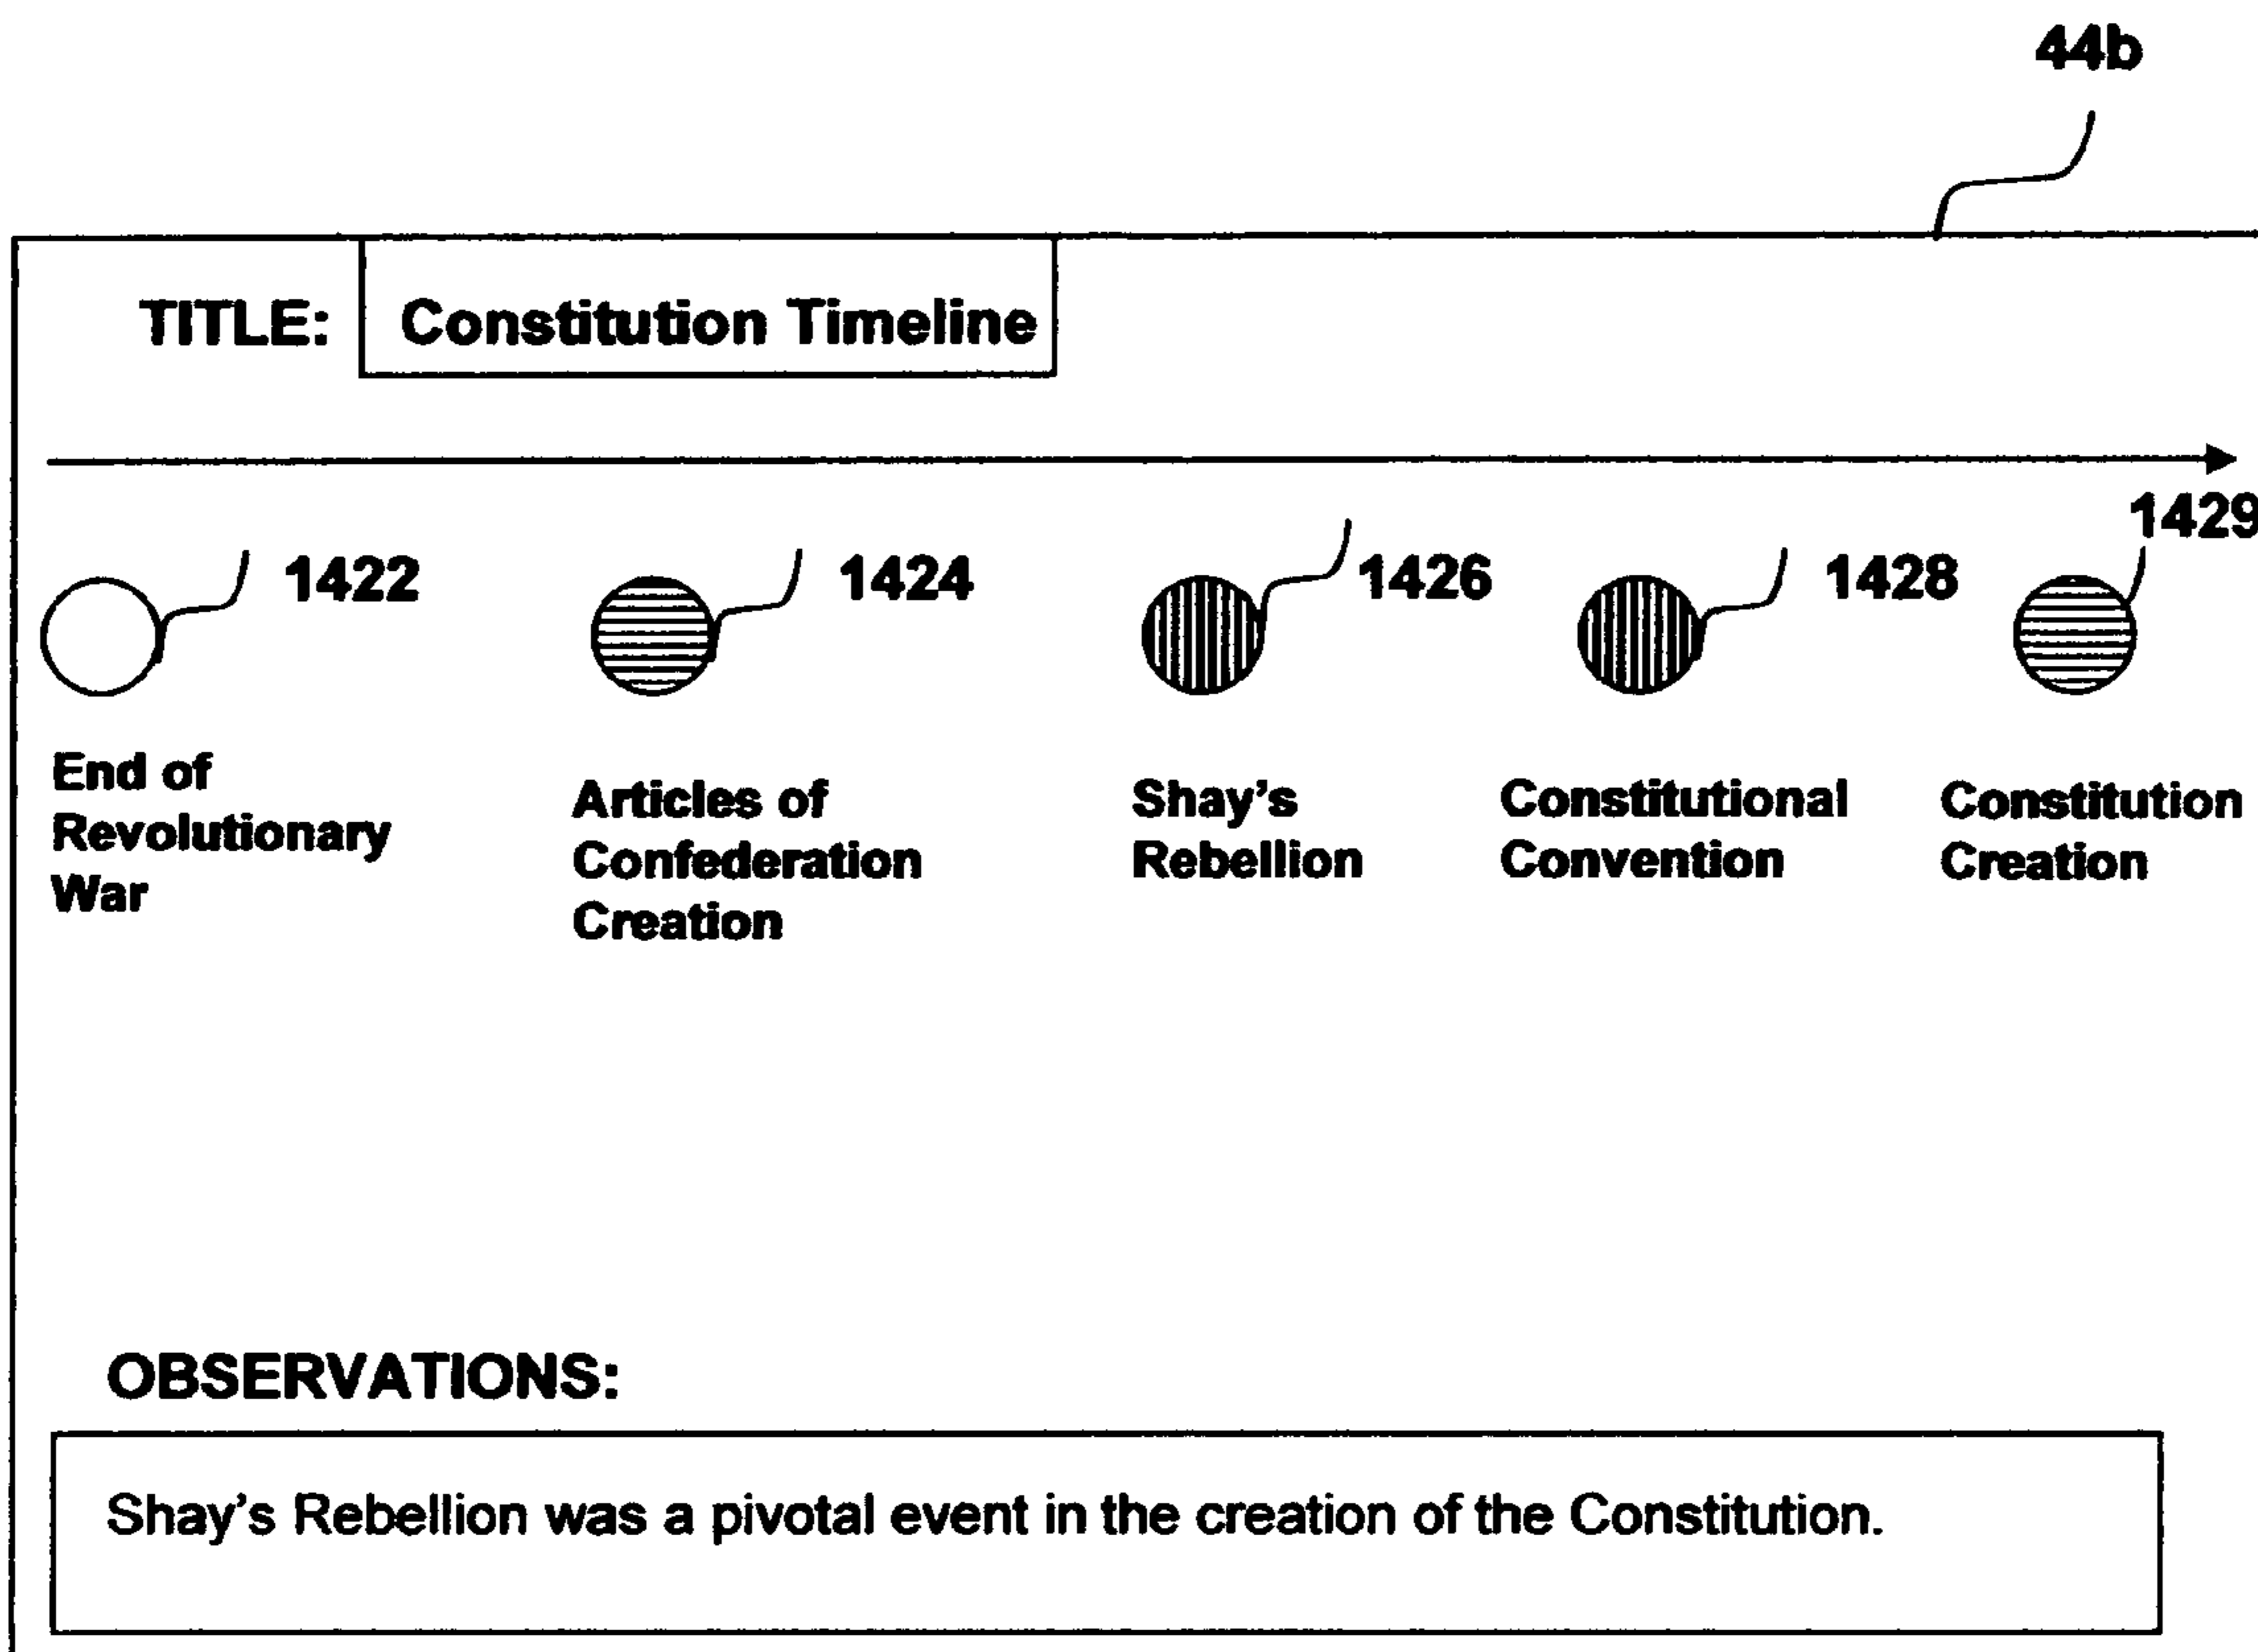 44b
TITLE: Constitution Timeline
1429
1422 1424 1426 1428
End of
Revolutionary
War
Articles of
Confederation
Creation
Shay's
Rebellion
Constitutional
Convention
Constitution
Creation
OBSERVATIONS:
Shay's Rebellion was a pivotal event in the creation of the Constitution.